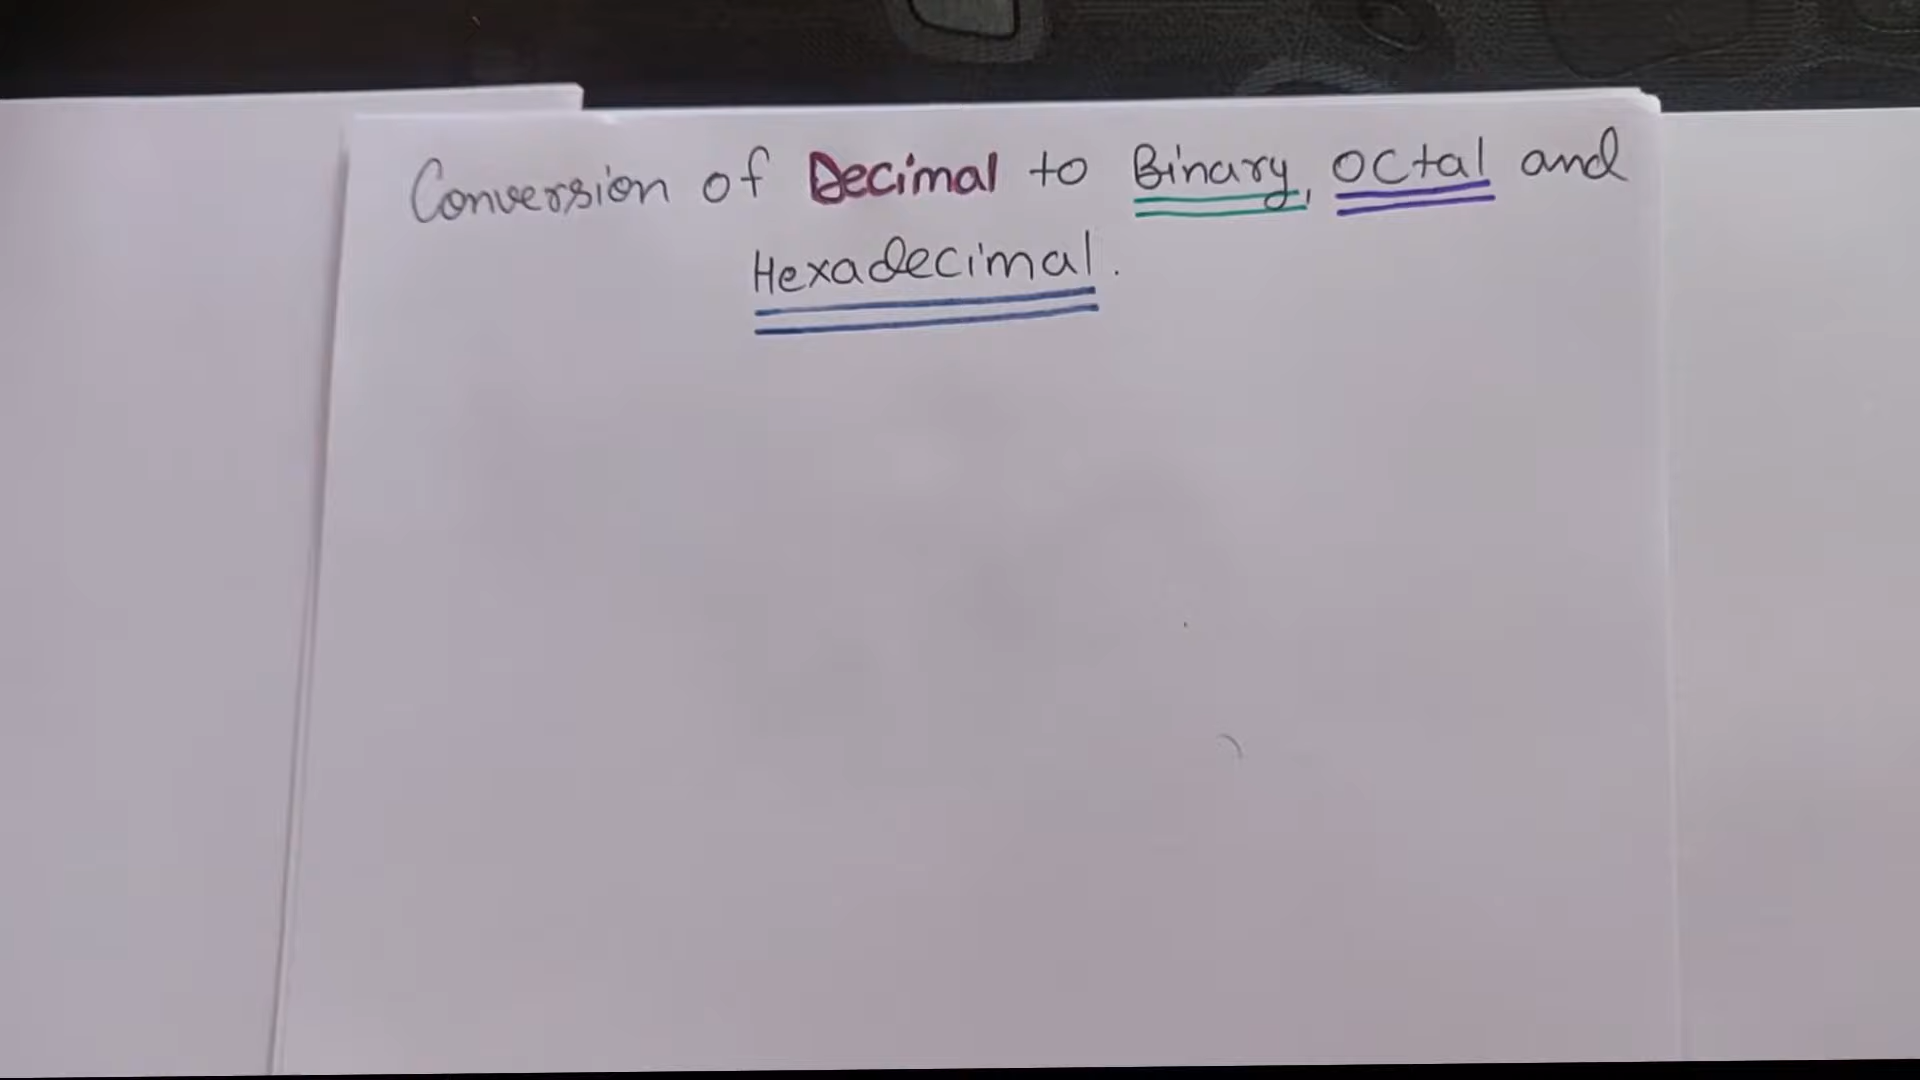 Conversion of Decimal to Binary, Octal and
Hexadecimal.